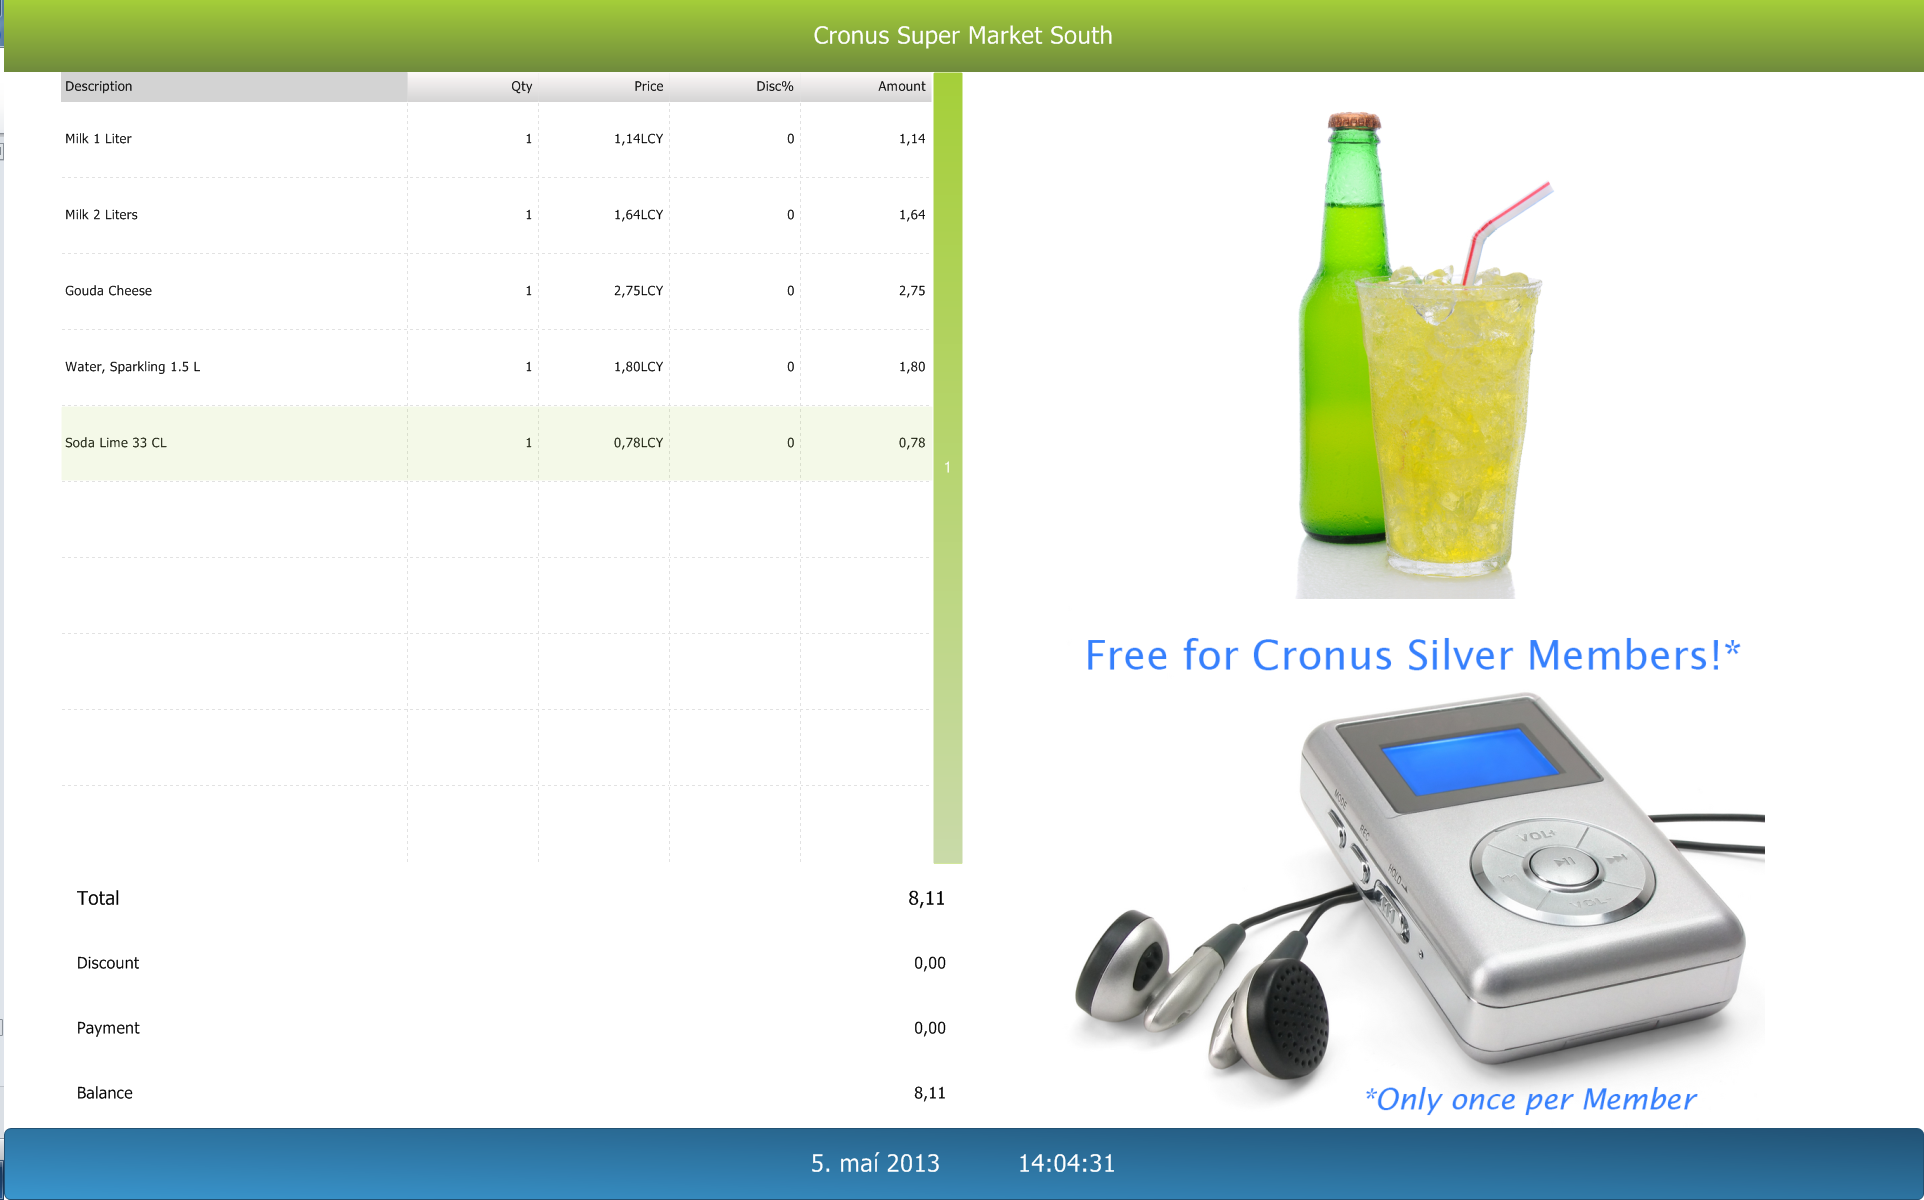 Cronus Super Market South
Description Qty Price Disc% Amount
Milk 1 Liter 1 1,14LCY 0 1,14
Milk 2 Liters 1 1,64LCY 0 1,64
Gouda Cheese 1 2,75LCY 0 2,75
Water, Sparkling 1.5 L 1 1,80LCY 0 1,80
Soda Lime 33 CL 1 0,78LCY 0 0,78
1
Total 8,11
Discount 0,00
Payment 0,00
Balance 8,11
Free for Cronus Silver Members!*
MODE
REC
HOLD
VOL+
VOL-
*Only once per Member
5. maí 2013 14:04:31